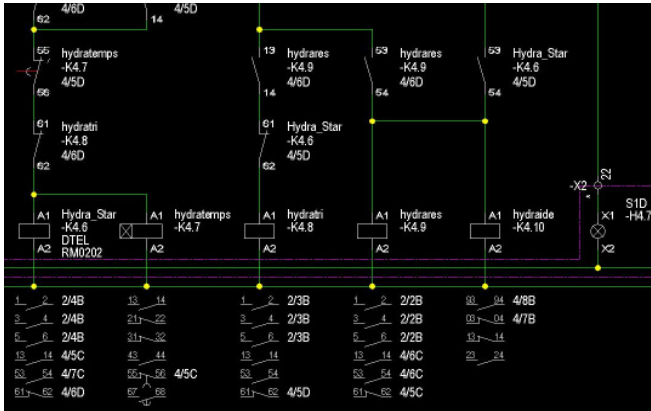 4/6D 4/5D
62 14
55 hydratemps 13 hydrares 53 hydrares 53 Hydra_Star
-K4.7 -K4.9 -K4.9 -K4.6
4/5D 4/6D 4/6D 4/5D
56 14 54 54
61 hydratri 61 Hydra_Star
-K4.8 -K4.6
4/6D 4/5D
62 62
-X2 22
A1 Hydra_Star A1 hydratemps A1 hydratri A1 hydrares A1 hydraide X1 S1D
-K4.6 -K4.7 -K4.8 -K4.9 -K4.10 -H4.7
A2 DTEL A2 A2 A2 A2 X2
RM0202
1 2 2/4B 13 14 1 2 2/3B 1 2 2/2B 93 94 4/8B
3 4 2/4B 21 22 3 4 2/3B 3 4 2/2B 03 04 4/7B
5 6 2/4B 31 32 5 6 2/3B 5 6 2/2B 13 14
13 14 4/5C 43 44 13 14 13 14 4/6C 23 24
53 54 4/7C 55 56 4/5C 53 54 53 54 4/6C
61 62 4/6D 67 68 61 62 4/5D 61 62 4/5C